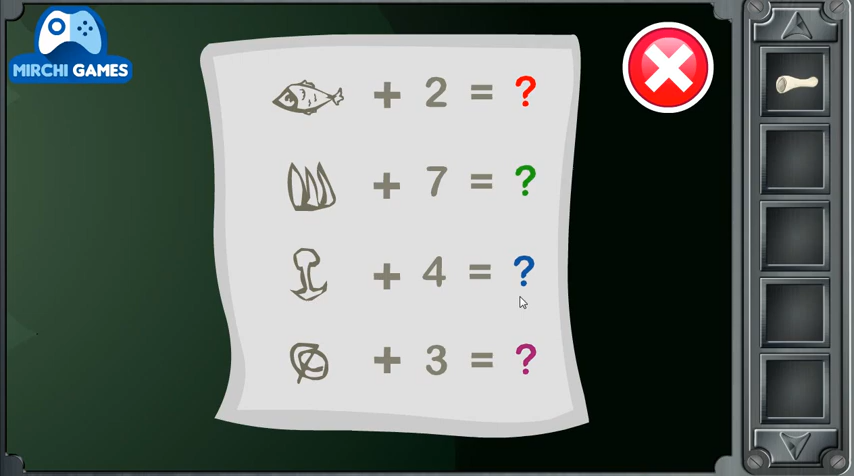 MIRCHI GAMES
+ 2 = ?
+ 7 = ?
+ 4 = ?
+ 3 = ?